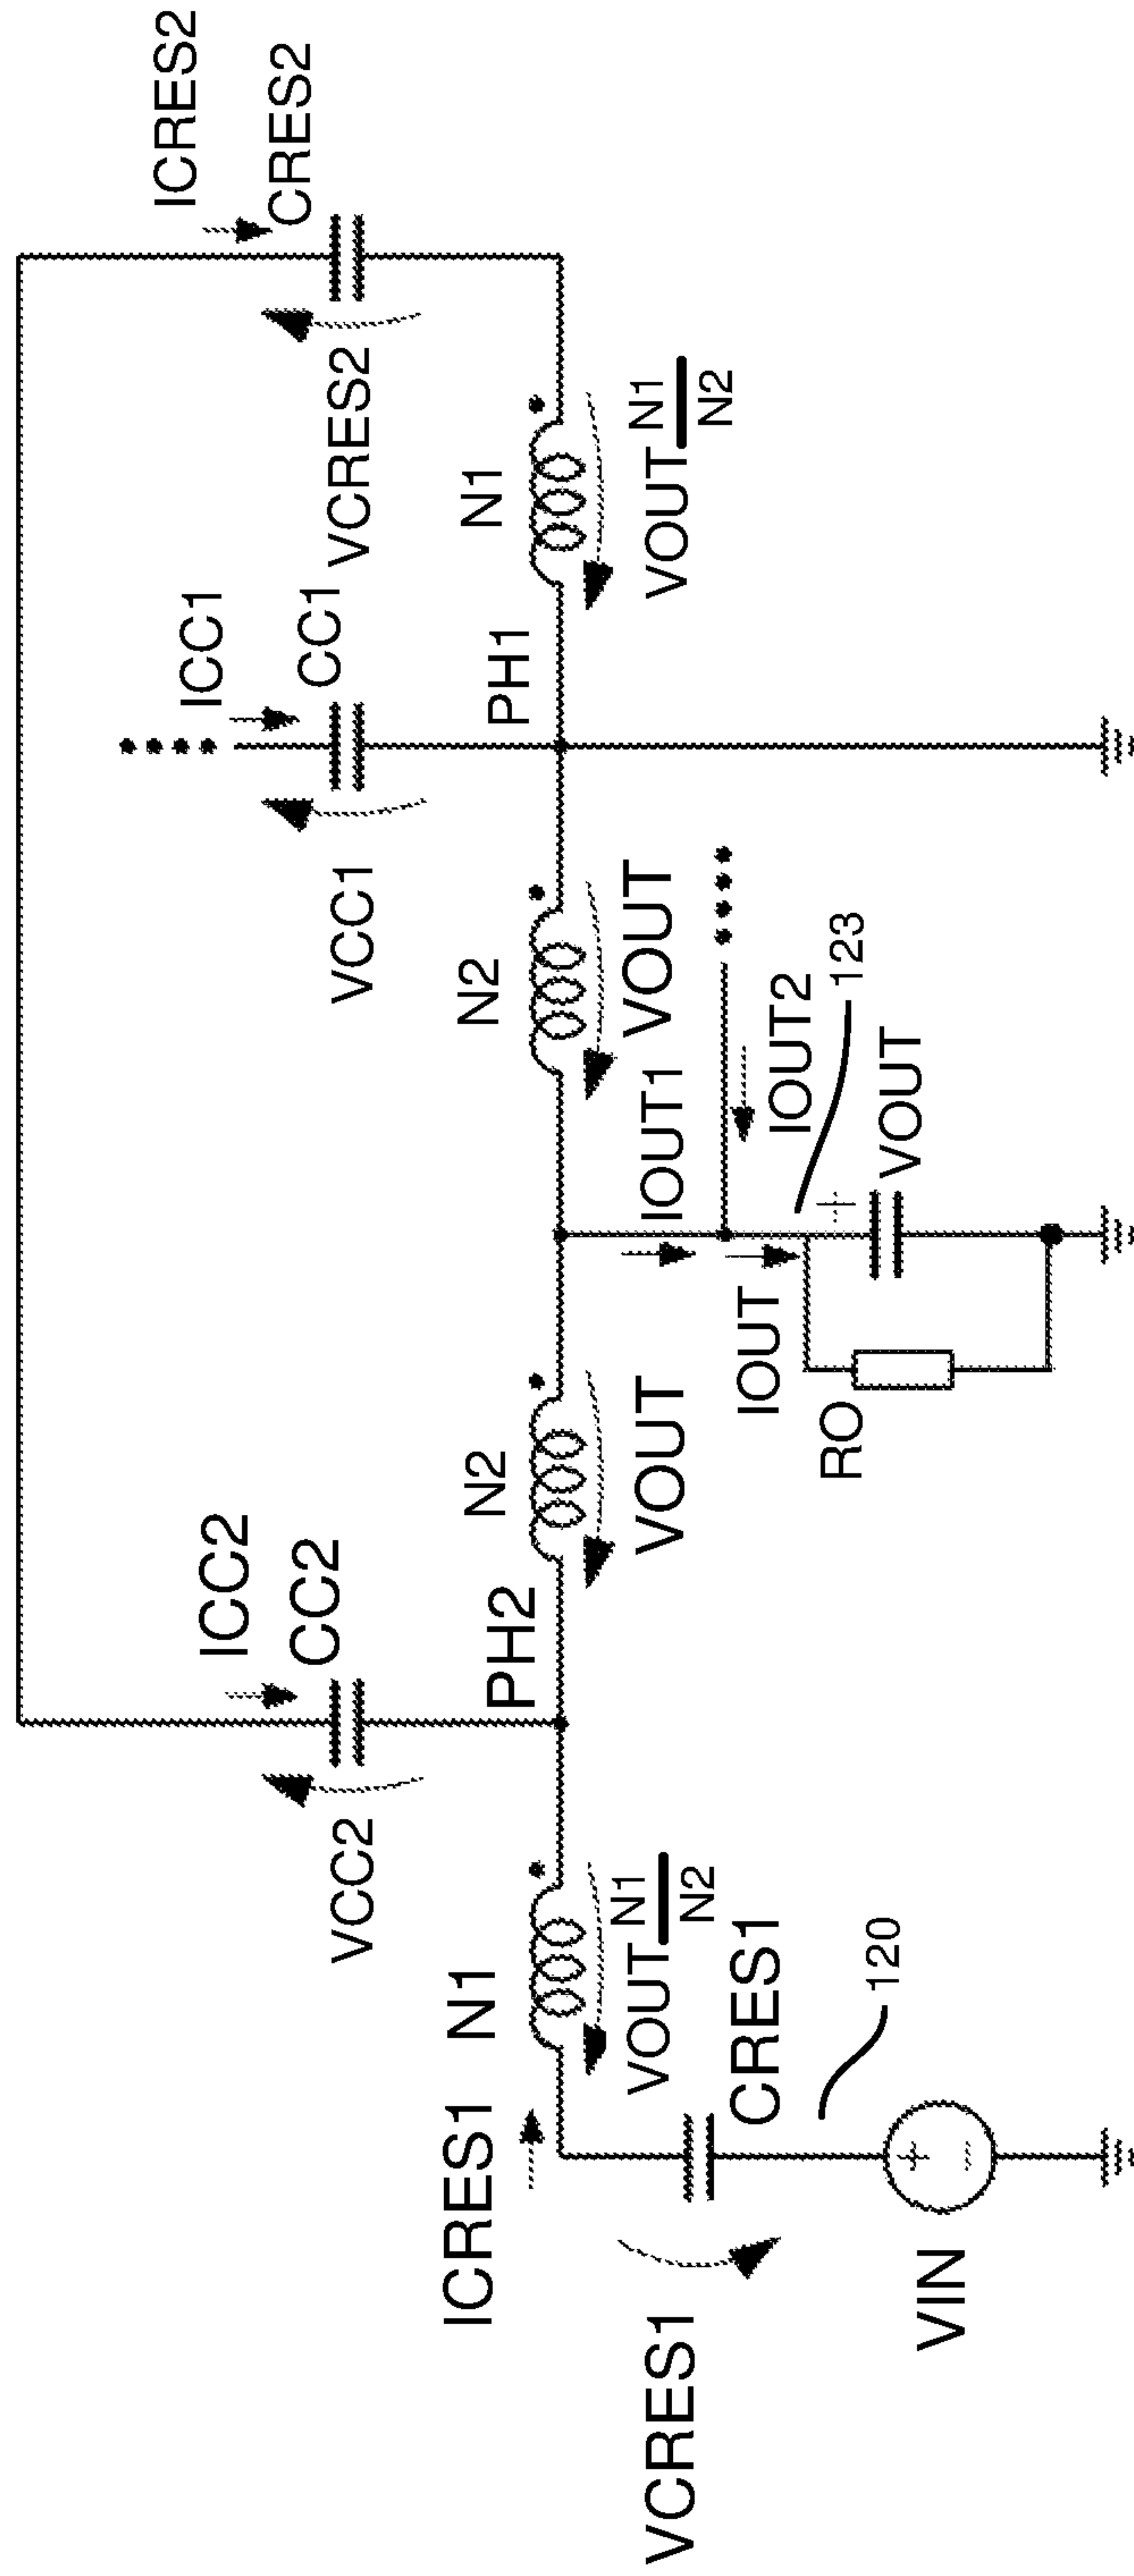 ICRES2
CRES2
VCRES2
N1
VOUT N1/N2
ICC1
CC1
VCC1
PH1
N2
VOUT
IOUT1
IOUT2
123
VOUT
+
IOUT
RO
ICC2
CC2
VCC2
PH2
N2
VOUT
ICRES1
N1
VOUT N1/N2
CRES1
VCRES1
120
VIN
+
−